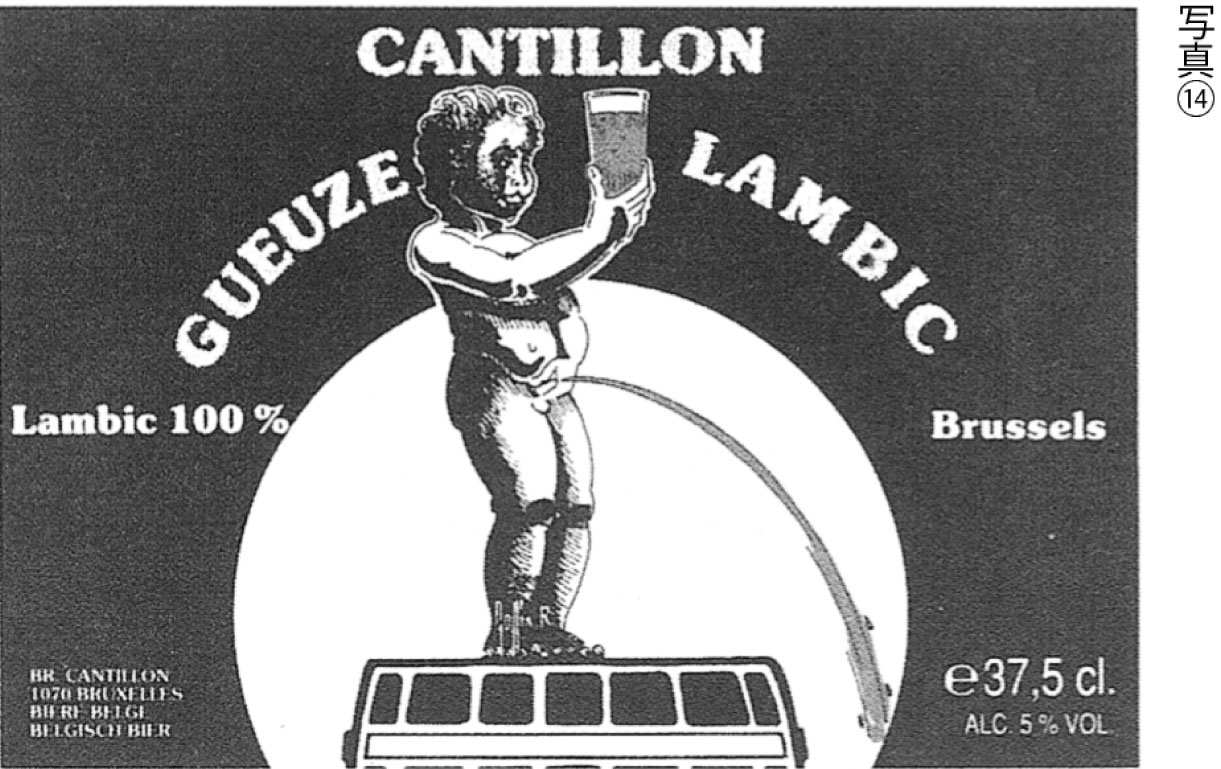 写真⑭
CANTILLON
GUEUZE LAMBIC
Lambic 100 %
Brussels
BR. CANTILLON
1070 BRUXELLES
BIERE BELGE
BELGISCH BIER
℮37,5 cl.
ALC. 5 % VOL